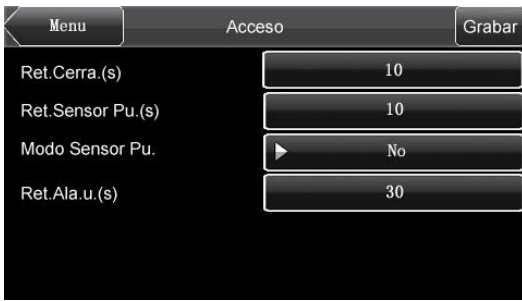 Menu Acceso Grabar
Ret.Cerra.(s) 10
Ret.Sensor Pu.(s) 10
Modo Sensor Pu. No
Ret.Ala.u.(s) 30